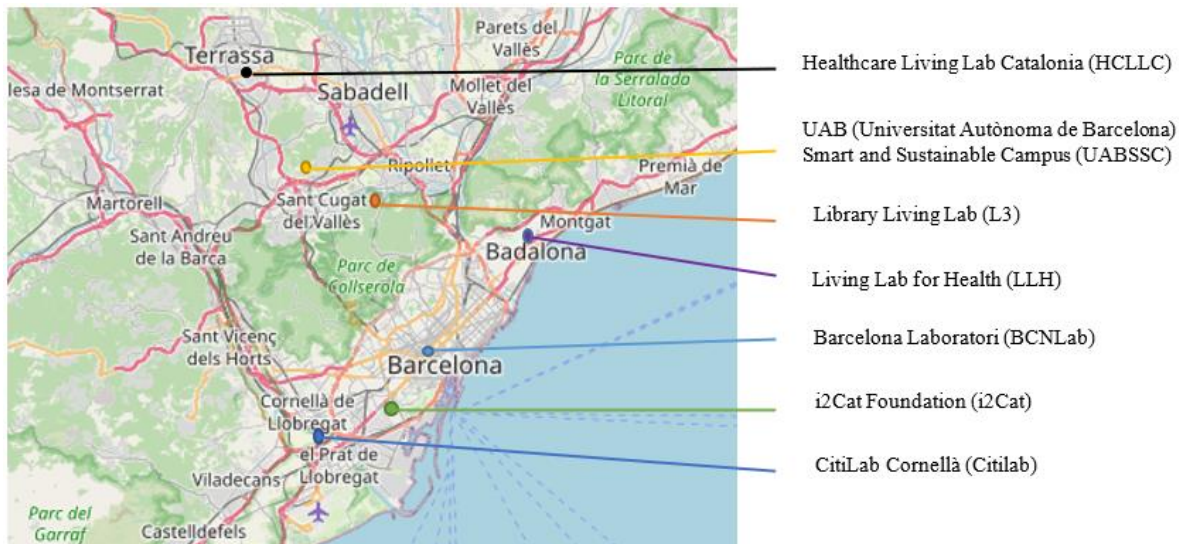 Parets del
Vallès
Terrassa
Parc de
la Serralada
Litoral
Healthcare Living Lab Catalonia (HCLLC)
lesa de Montserrat
Sabadell
Mollet del
Vallès
UAB (Universitat Autònoma de Barcelona)
Smart and Sustainable Campus (UABSSC)
Ripollet
Premià de
Mar
Martorell
Sant Cugat
del Vallès
Library Living Lab (L3)
Montgat
Sant Andreu
de la Barca
Badalona
Parc de
Collserola
Living Lab for Health (LLH)
Sant Vicenç
dels Horts
Barcelona Laboratori (BCNLab)
Barcelona
Cornellà de
Llobregat
i2Cat Foundation (i2Cat)
el Prat de
Llobregat
Viladecans
CitiLab Cornellà (Citilab)
Parc del
Garraf
Castelldefels